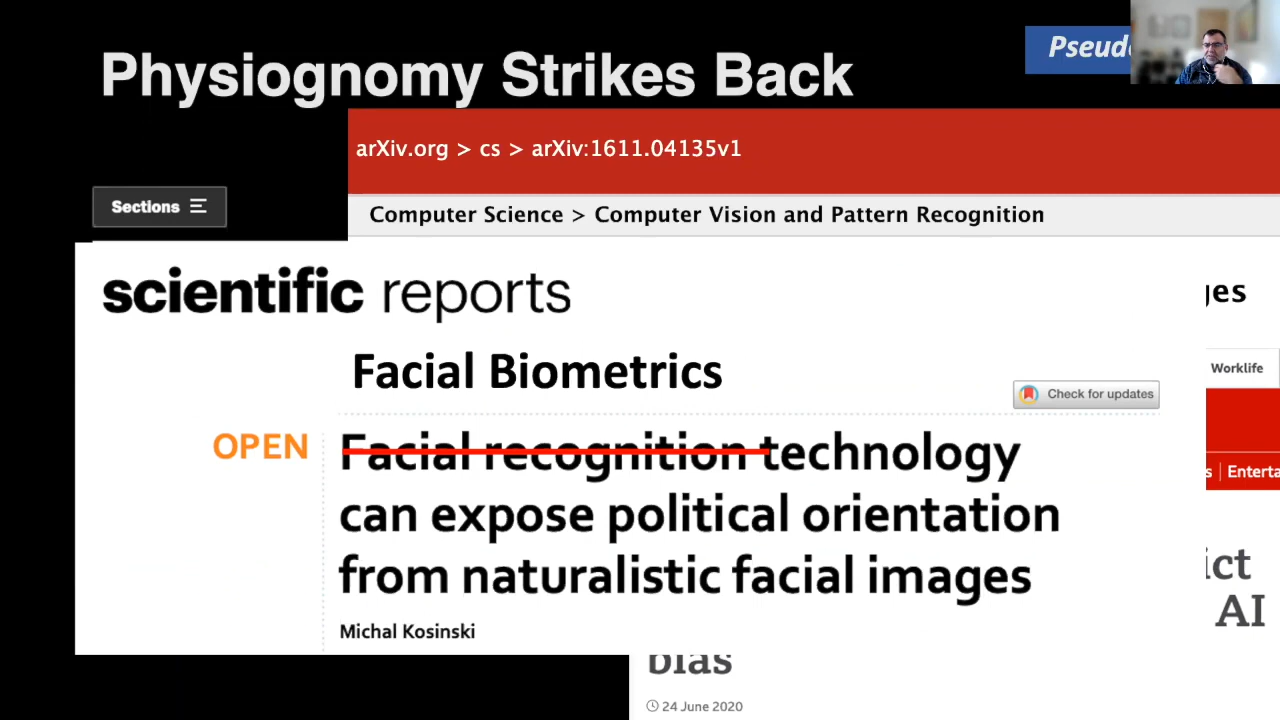 Physiognomy Strikes Back
arXiv.org > cs > arXiv:1611.04135v1
Sections
Computer Science > Computer Vision and Pattern Recognition
scientific reports
Facial Biometrics
Worklife
Check for updates
OPEN
Facial recognition technology
can expose political orientation
from naturalistic facial images
Michal Kosinski
AI
bias
24 June 2020